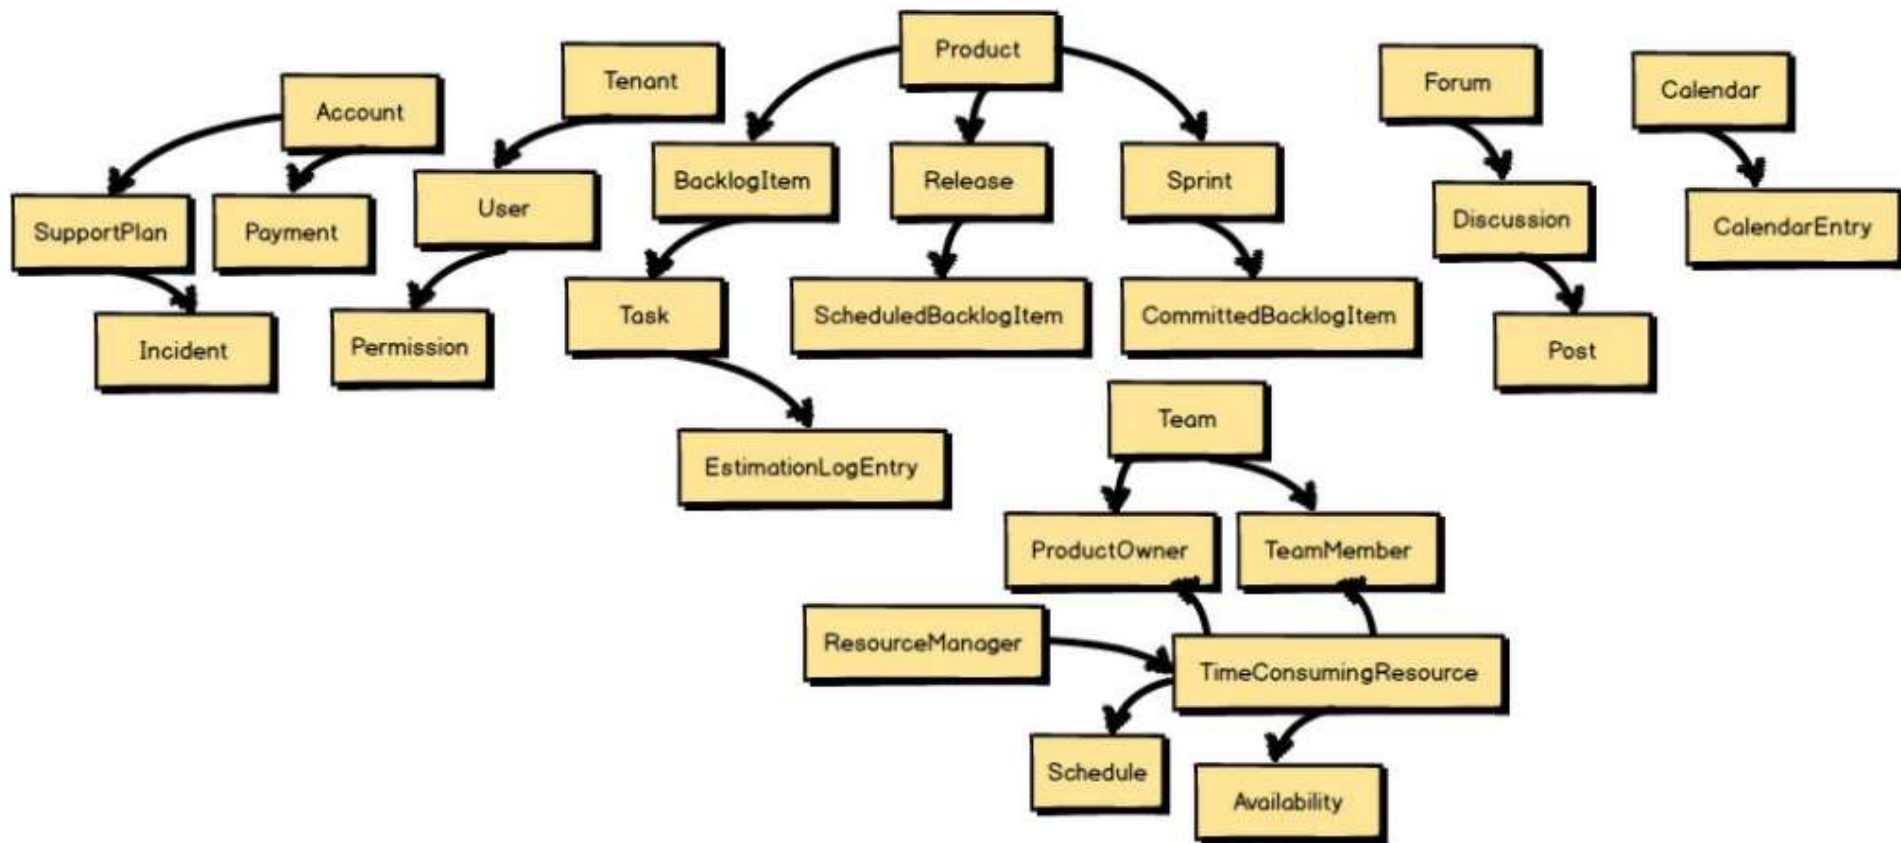 Product
Tenant
Forum
Calendar
Account
BacklogItem
Release
Sprint
User
Discussion
CalendarEntry
SupportPlan
Payment
Task
ScheduledBacklogItem
CommittedBacklogItem
Incident
Permission
Post
Team
EstimationLogEntry
ProductOwner
TeamMember
ResourceManager
TimeConsumingResource
Schedule
Availability